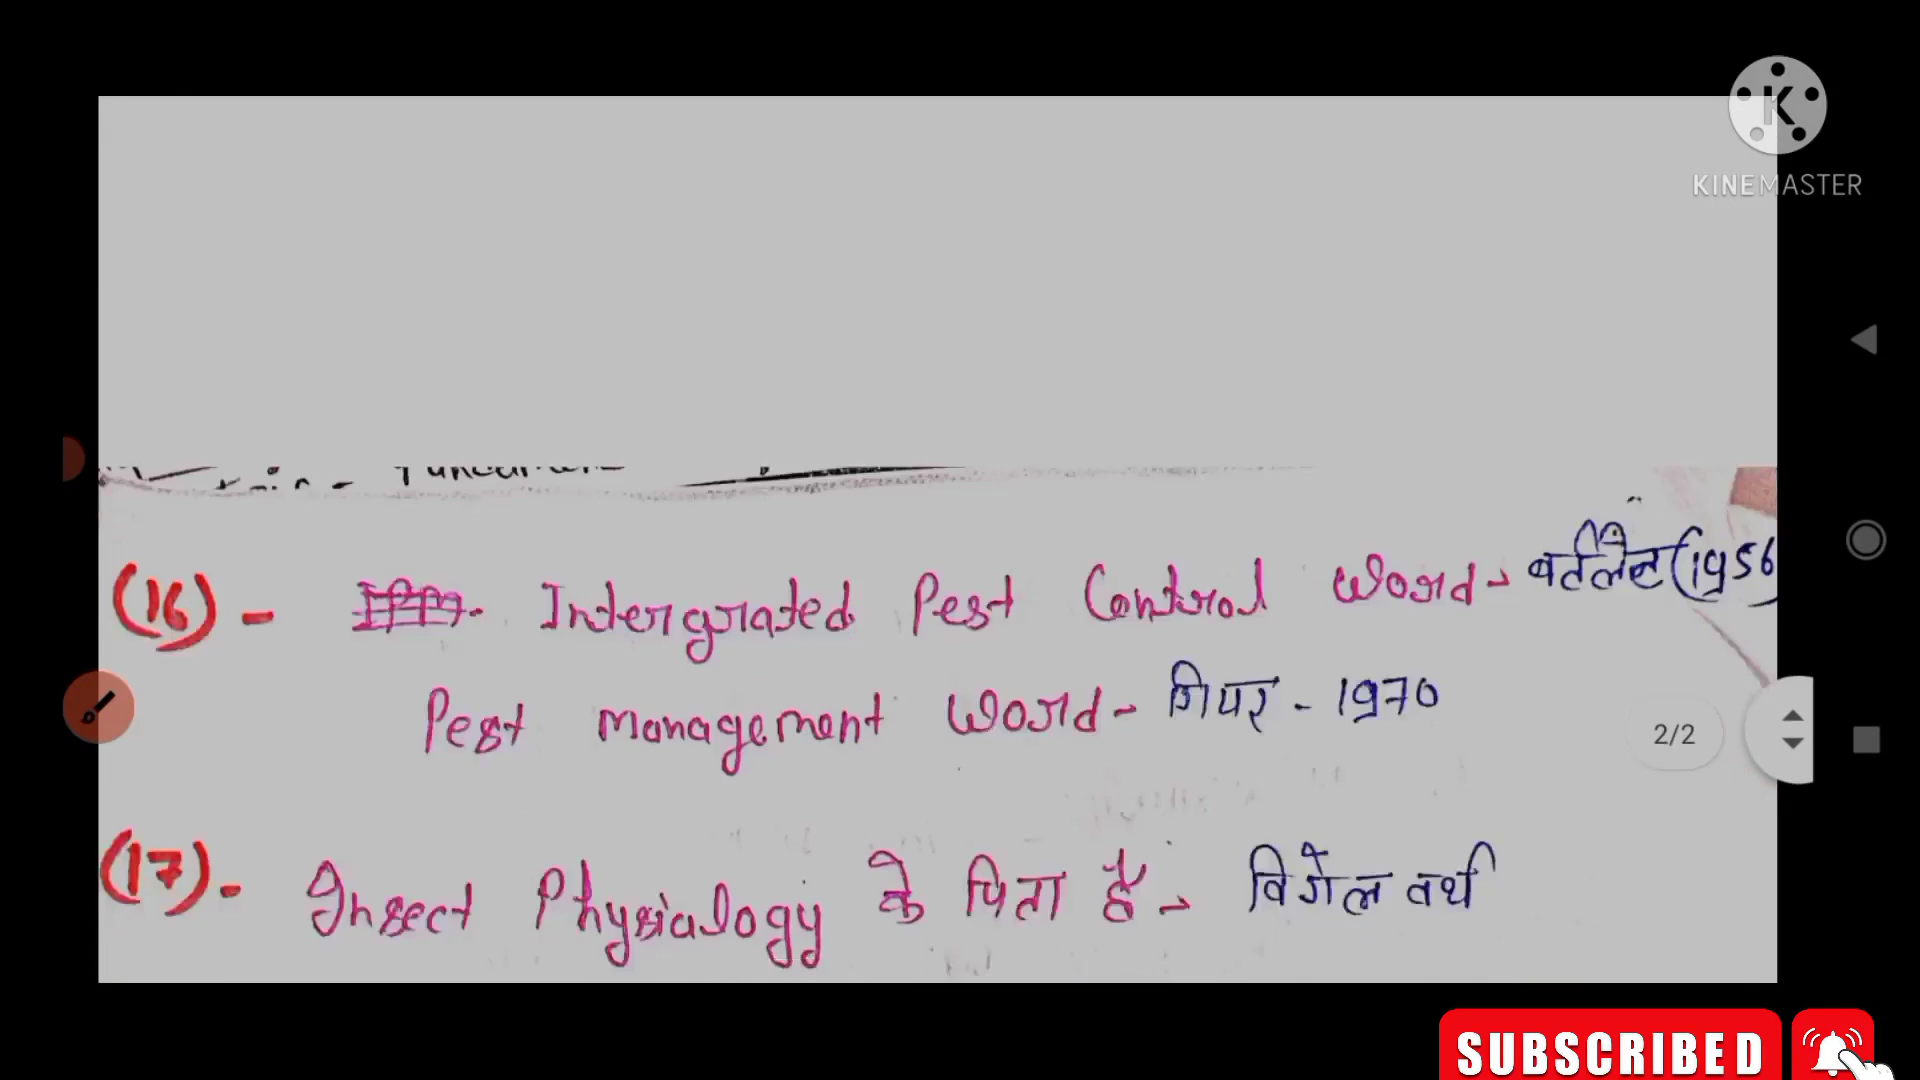 KINEMASTER
(16) - Intergrated Pest Control Word - बर्टलैट (1956)
Pest management Word - गियर - 1970
2/2
(17) - Insect Physialogy के पिता है - विगैल वर्थ
SUBSCRIBED